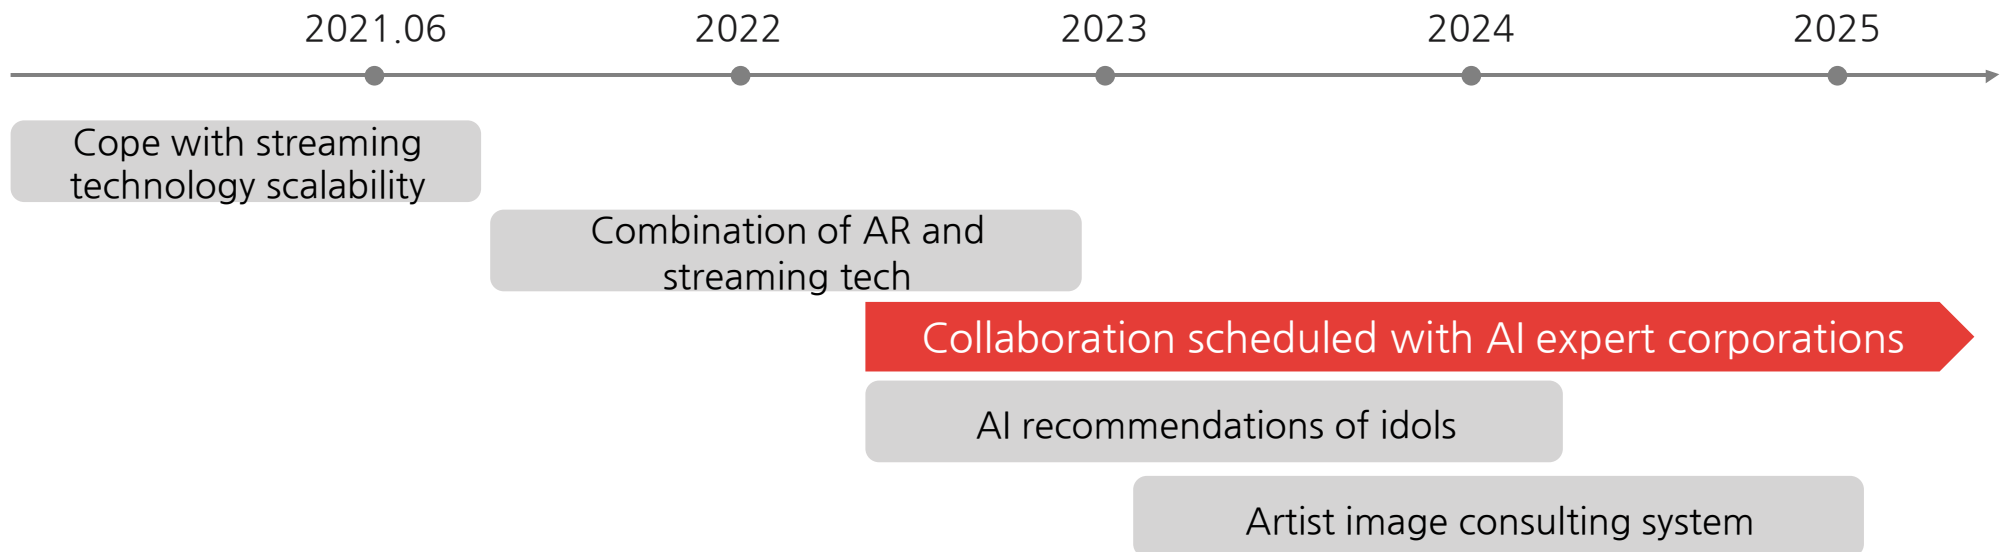 2021.06
2022
2023
2024
2025
Cope with streaming
technology scalability
Combination of AR and
streaming tech
Collaboration scheduled with AI expert corporations
AI recommendations of idols
Artist image consulting system